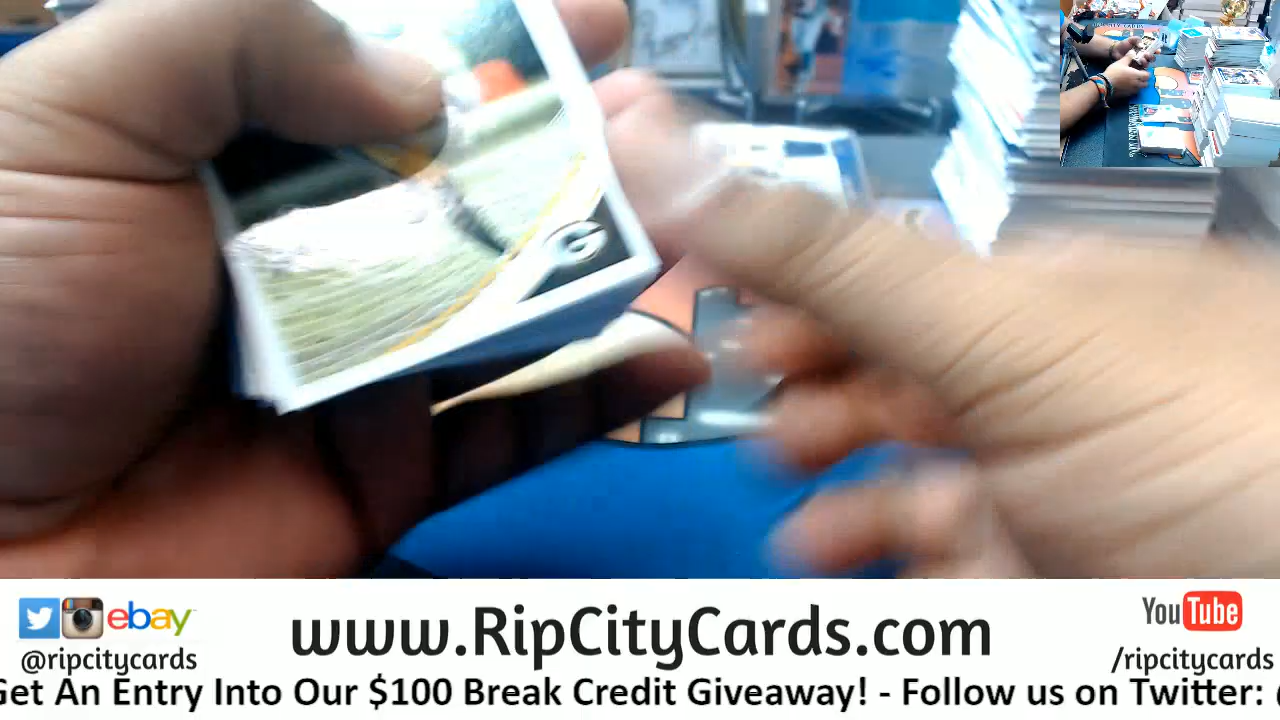 G
ebay
@ripcitycards
www.RipCityCards.com
YouTube
/ripcitycards
Get An Entry Into Our $100 Break Credit Giveaway! - Follow us on Twitter: